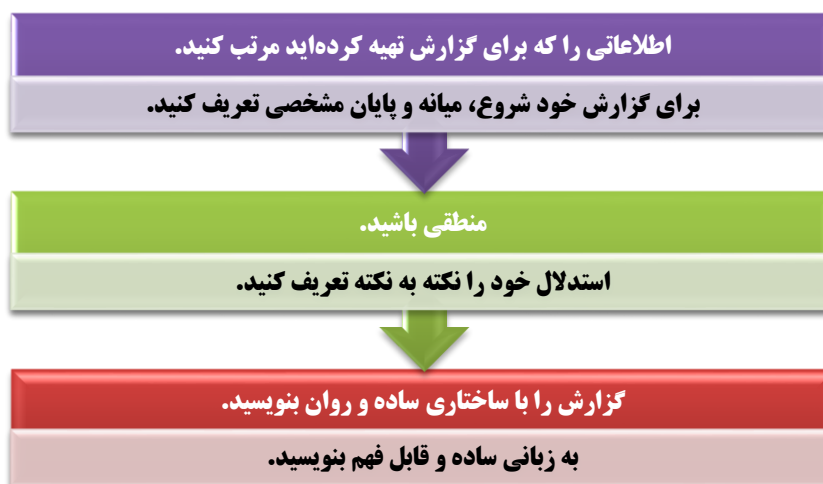 اطلاعاتی را که برای گزارش تهیه کرده‌اید مرتب کنید.
برای گزارش خود شروع، میانه و پایان مشخصی تعریف کنید.
منطقی باشید.
استدلال خود را نکته به نکته تعریف کنید.
گزارش را با ساختاری ساده و روان بنویسید.
به زبانی ساده و قابل فهم بنویسید.